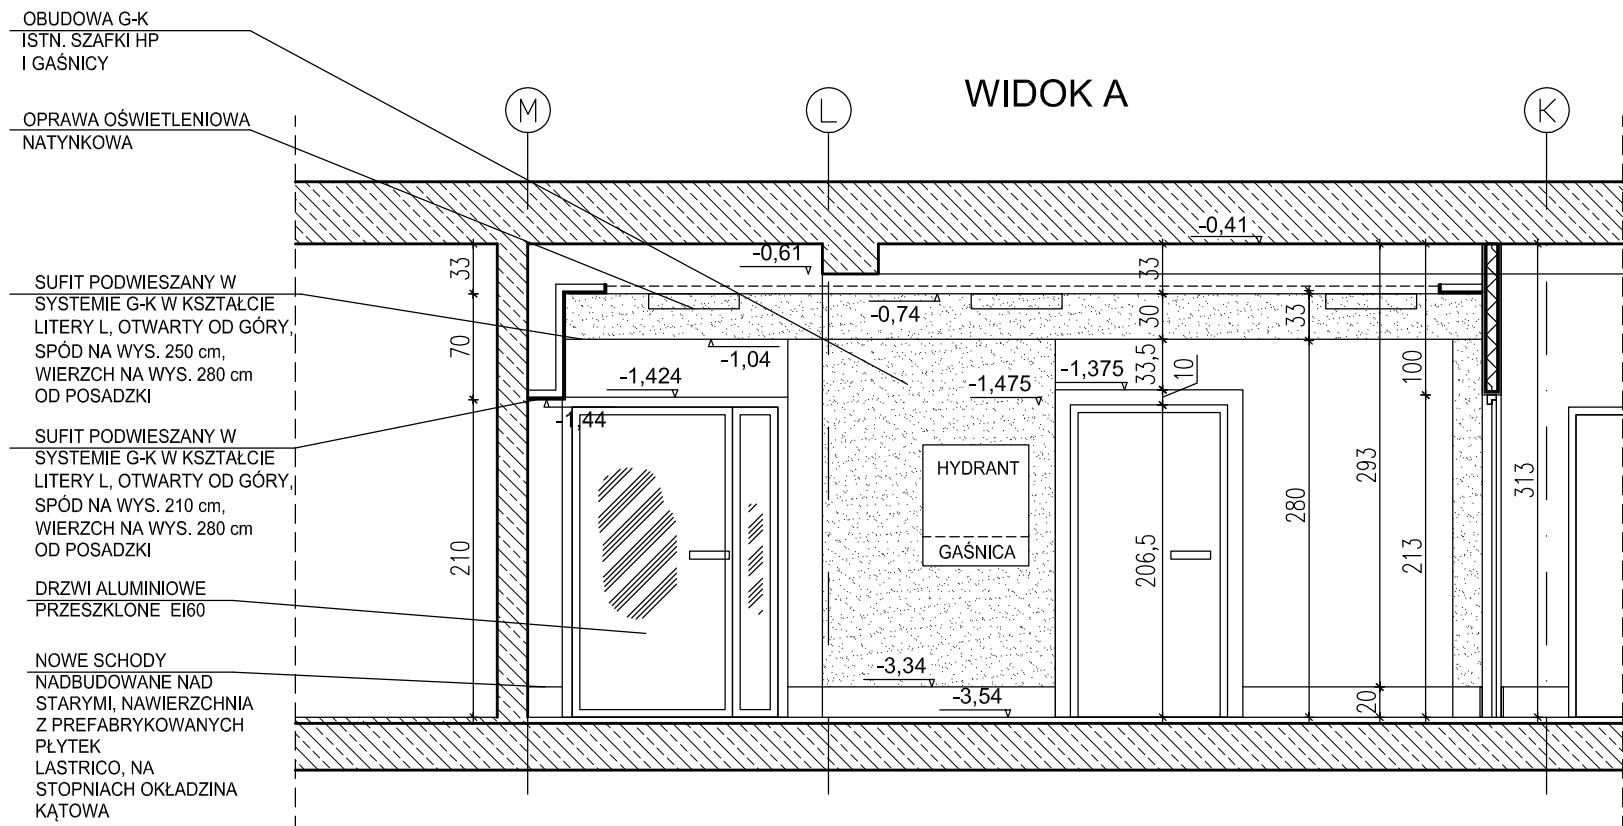 OBUDOWA G-K
ISTN. SZAFKI HP
I GAŚNICY
OPRAWA OŚWIETLENIOWA
NATYNKOWA
SUFIT PODWIESZANY W
SYSTEMIE G-K W KSZTAŁCIE
LITERY L, OTWARTY OD GÓRY,
SPÓD NA WYS. 250 cm,
WIERZCH NA WYS. 280 cm
OD POSADZKI
SUFIT PODWIESZANY W
SYSTEMIE G-K W KSZTAŁCIE
LITERY L, OTWARTY OD GÓRY,
SPÓD NA WYS. 210 cm,
WIERZCH NA WYS. 280 cm
OD POSADZKI
DRZWI ALUMINIOWE
PRZESZKLONE EI60
NOWE SCHODY
NADBUDOWANE NAD
STARYMI, NAWIERZCHNIA
Z PREFABRYKOWANYCH
PŁYTEK
LASTRICO, NA
STOPNIACH OKŁADZINA
KĄTOWA
WIDOK A
M
L
K
-0,41
-0,61
-0,74
-1,04
-1,424
-1,44
-1,475
-1,375
HYDRANT
GAŚNICA
-3,34
-3,54
33
70
210
33
30
33,5
10
206,5
33
280
293
20
100
213
313